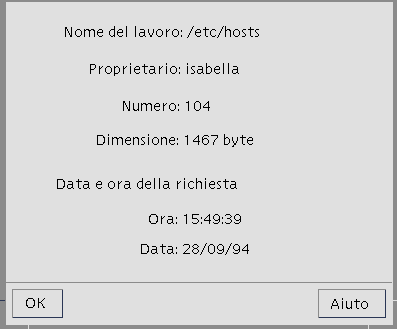 Nome del lavoro: /etc/hosts
Proprietario: isabella
Numero: 104
Dimensione: 1467 byte
Data e ora della richiesta
Ora: 15:49:39
Data: 28/09/94
OK Aiuto